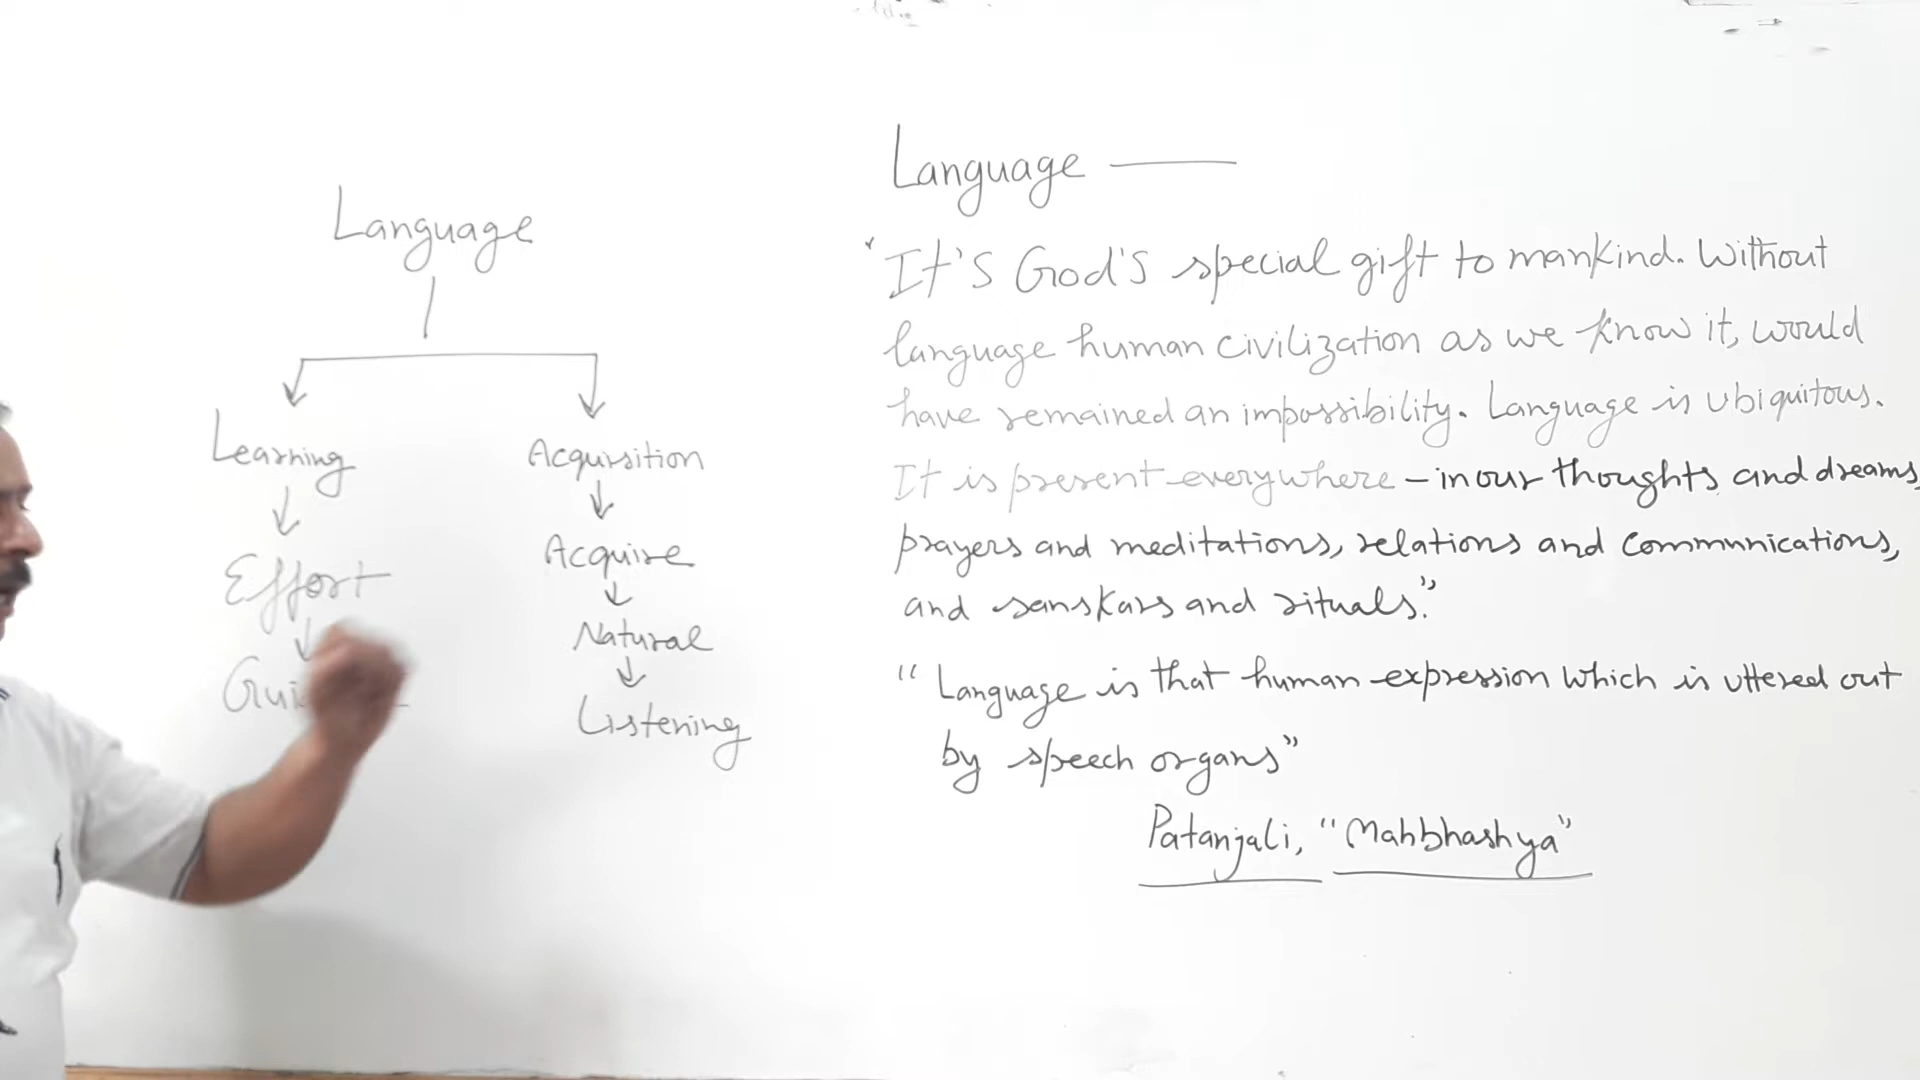 Language
Learning
Effort
Acquisition
Acquire
Natural
Listening
Language —
'It's God's special gift to mankind. Without
language human civilization as we know it, would
have remained an impossibility. Language is ubiquitous.
It is present everywhere – in our thoughts and dreams,
prayers and meditations, relations and communications,
and sanskars and rituals."
"Language is that human expression which is uttered out
by speech organs"
Patanjali, "Mahbhashya"